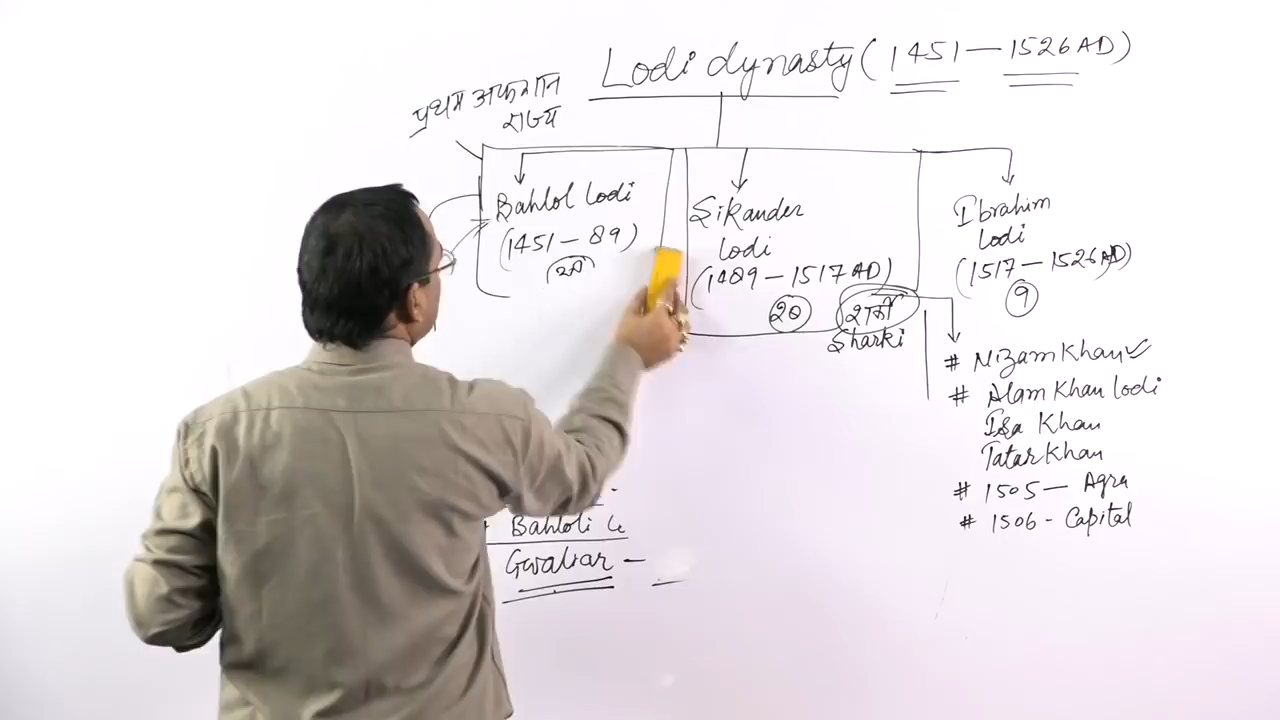 Lodi dynasty (1451 — 1526 AD)
प्रथम अफगान
राज्य
Bahlol Lodi
(1451 – 89)
Sikander
Lodi
(1489 – 1517 AD)
20
शर्की
Sharki
Ibrahim
Lodi
(1517 – 1526 AD)
9
# Nizam Khan ✓
# Alam Khan Lodi
Isa Khan
Tatar Khan
# 1505 — Agra
# 1506 - Capital
Bahloli
Gwaliar —